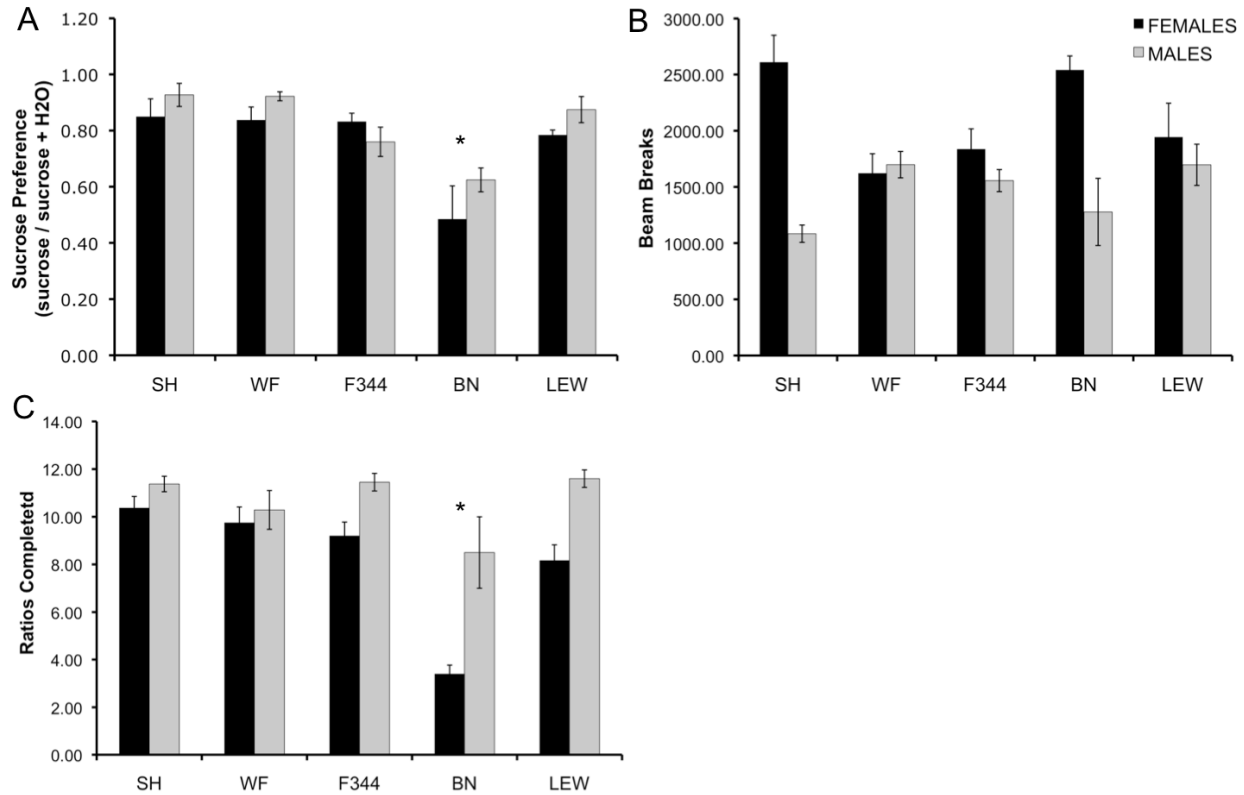 A
Sucrose Preference
(sucrose / sucrose + H2O)
1.20
1.00
0.80
0.60
0.40
0.20
0.00
*
SH WF F344 BN LEW
B
FEMALES
MALES
Beam Breaks
3000.00
2500.00
2000.00
1500.00
1000.00
500.00
0.00
SH WF F344 BN LEW
C
Ratios Completetd
14.00
12.00
10.00
8.00
6.00
4.00
2.00
0.00
*
SH WF F344 BN LEW